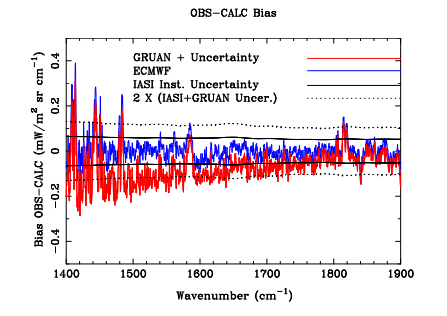 OBS-CALC Bias
GRUAN + Uncertainty
ECMWF
IASI Inst. Uncertainty
2 X (IASI+GRUAN Uncer.)
Bias OBS-CALC (mW/m² sr cm⁻¹)
0.4
0.2
0
-0.2
-0.4
1400 1500 1600 1700 1800 1900
Wavenumber (cm⁻¹)